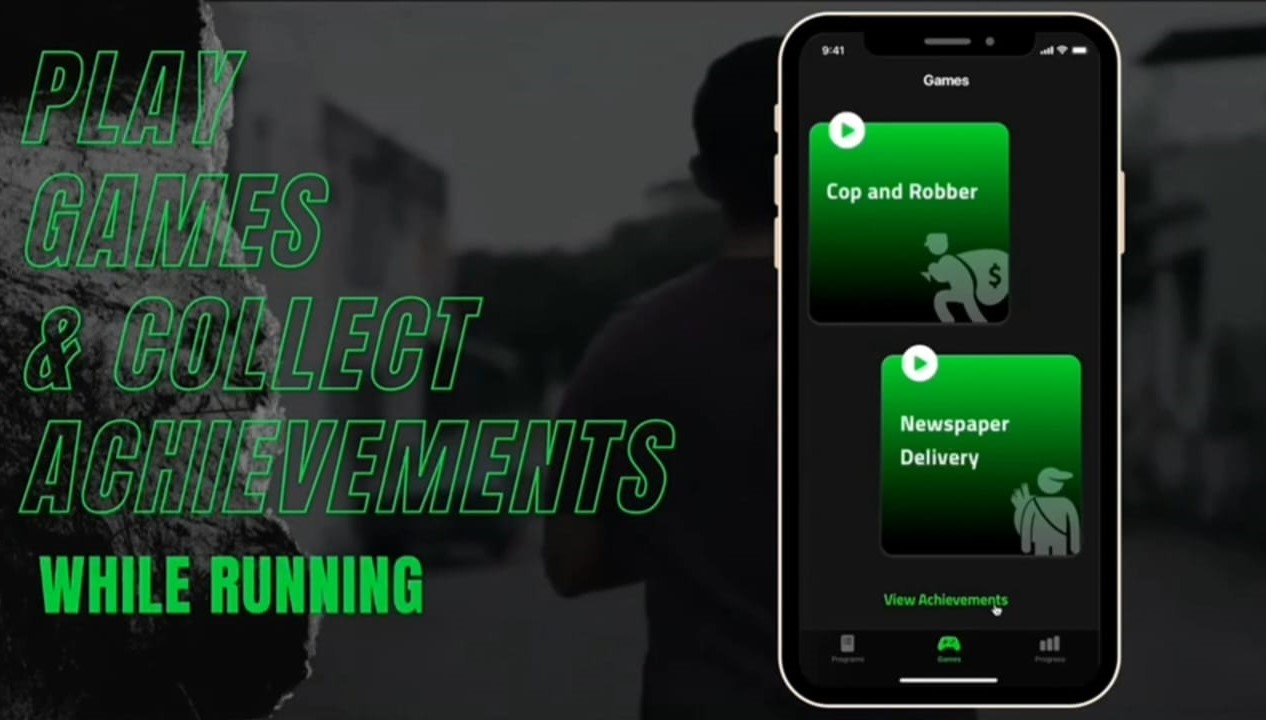 PLAY
GAMES
& COLLECT
ACHIEVEMENTS
WHILE RUNNING
9:41
Games
Cop and Robber
$
Newspaper
Delivery
View Achievements
Programs
Games
Progress